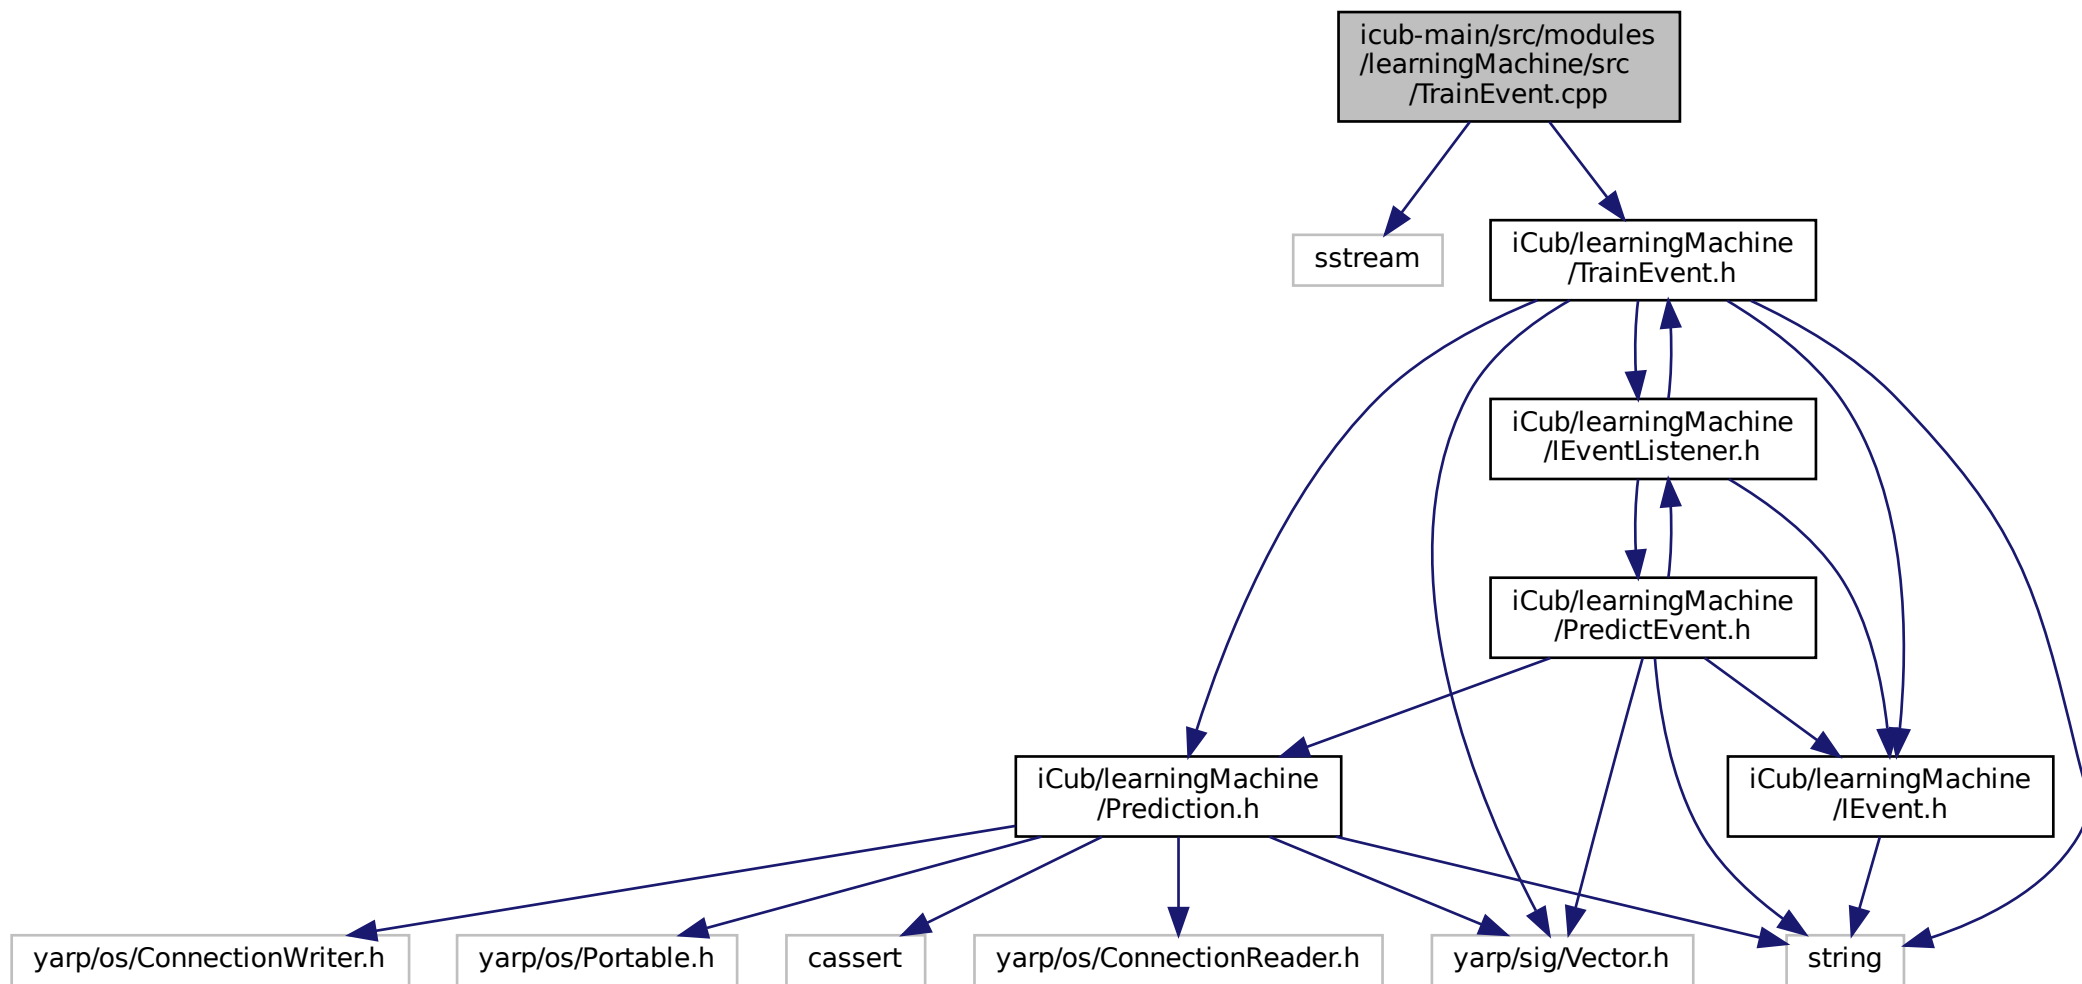 icub-main/src/modules
/learningMachine/src
/TrainEvent.cpp
sstream
iCub/learningMachine
/TrainEvent.h
iCub/learningMachine
/IEventListener.h
iCub/learningMachine
/PredictEvent.h
iCub/learningMachine
/Prediction.h
iCub/learningMachine
/IEvent.h
yarp/os/ConnectionWriter.h
yarp/os/Portable.h
cassert
yarp/os/ConnectionReader.h
yarp/sig/Vector.h
string